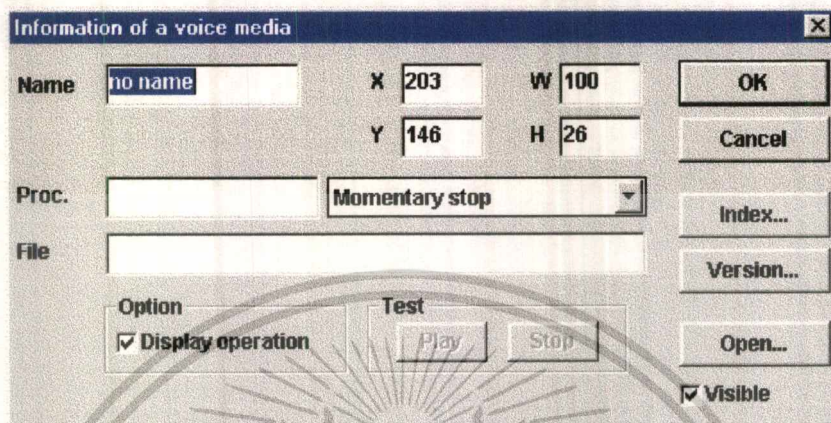 Information of a voice media
Name no name X 203 W 100 OK
Y 146 H 26 Cancel
Proc. Momentary stop Index...
File Version...
Option Test
Display operation Play Stop Open...
Visible